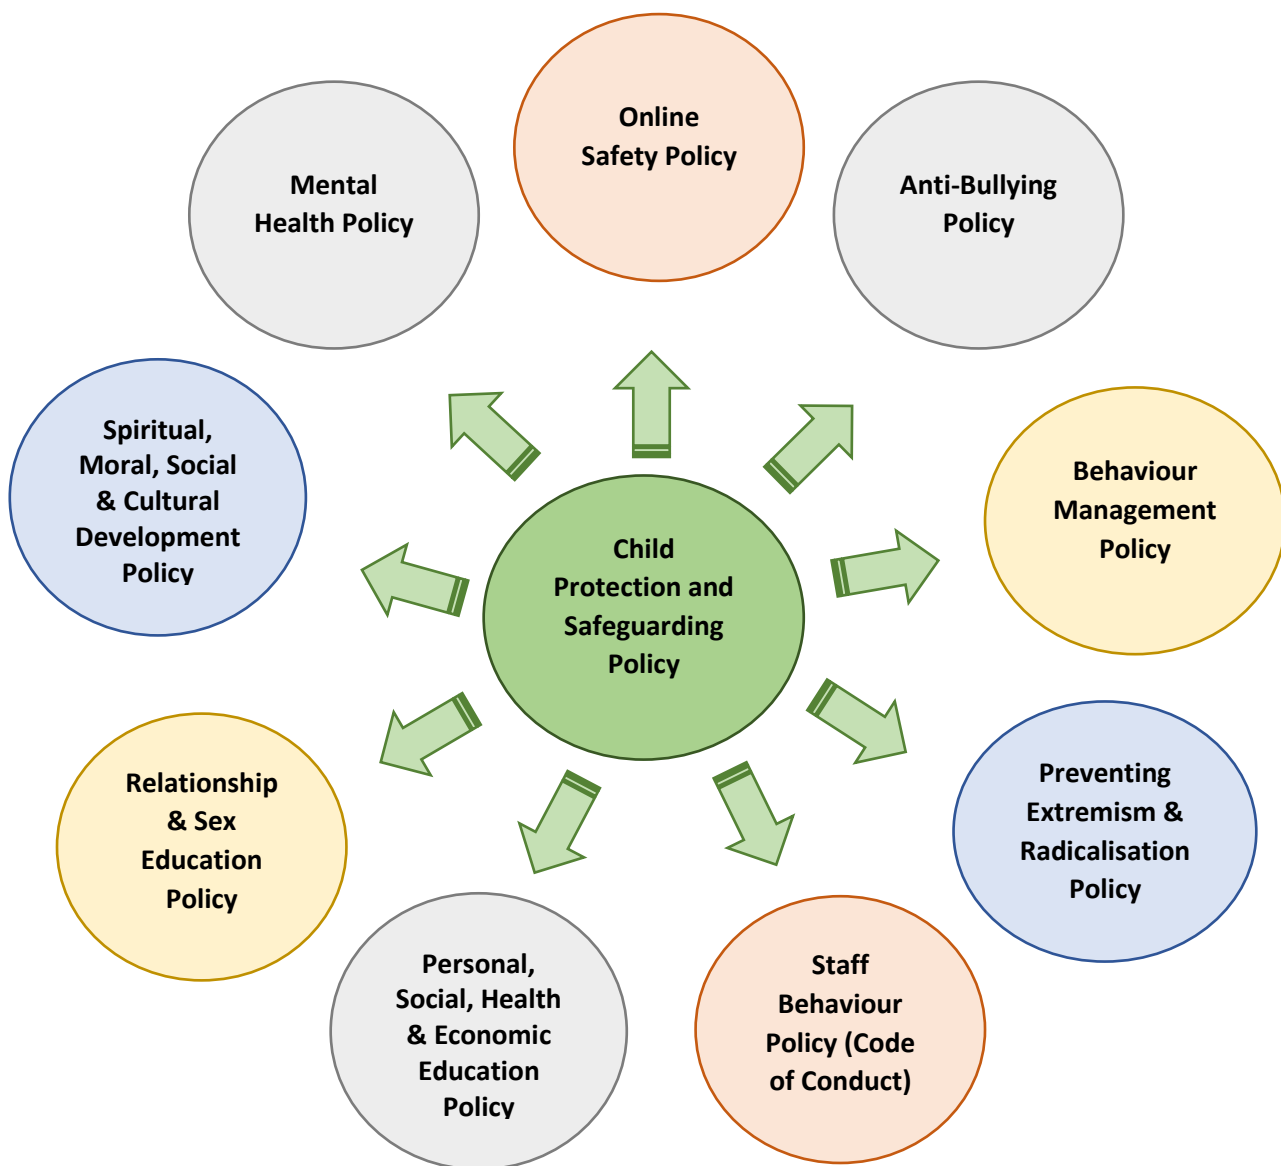 Online
Safety Policy
Mental
Health Policy
Anti-Bullying
Policy
Spiritual,
Moral, Social
& Cultural
Development
Policy
Behaviour
Management
Policy
Child
Protection and
Safeguarding
Policy
Relationship
& Sex
Education
Policy
Preventing
Extremism &
Radicalisation
Policy
Personal,
Social, Health
& Economic
Education
Policy
Staff
Behaviour
Policy (Code
of Conduct)